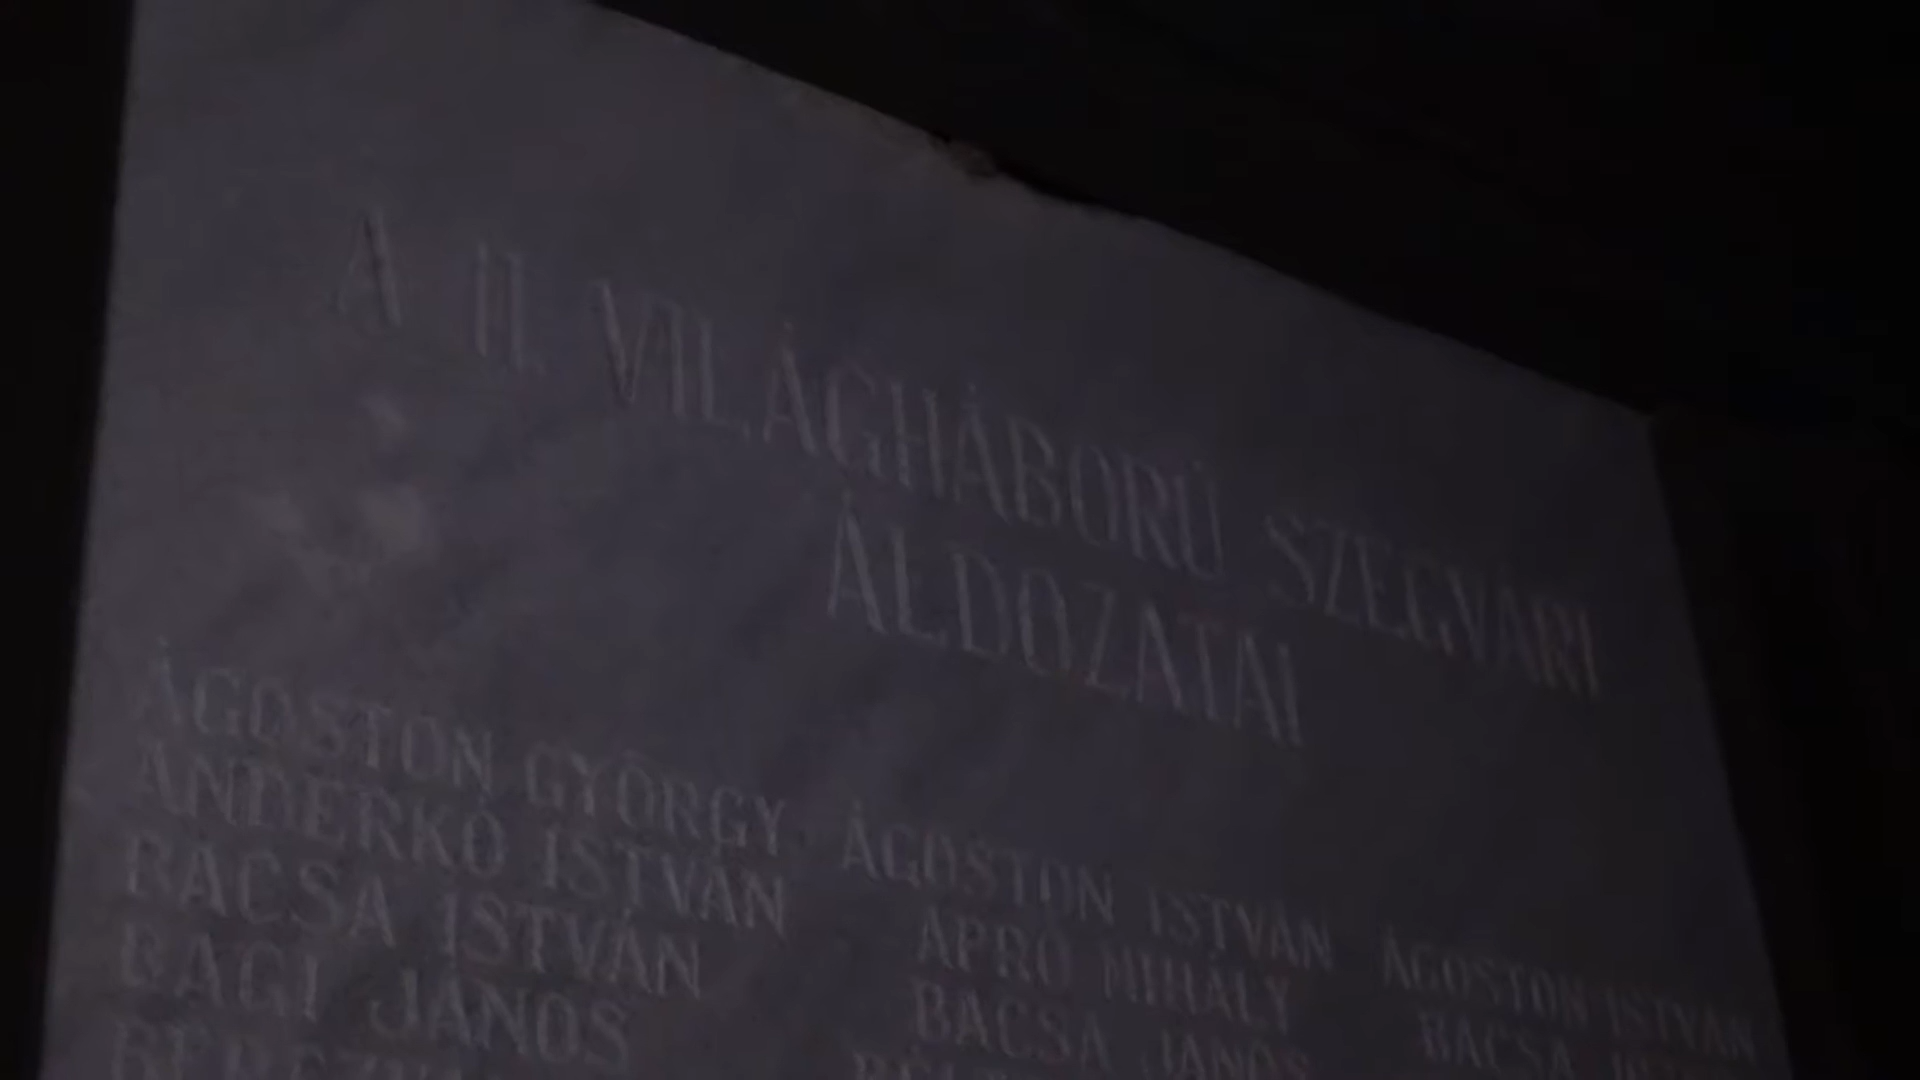 A II. VILÁGHÁBORÚ SZEGVÁRI
ÁLDOZATAI
ÁGOSTON GYÖRGY ÁGOSTON ISTVÁN ÁGOSTON ISTVÁN
ANDERKÓ ISTVÁN APRÓ MIHÁLY BACSA
BACSA ISTVÁN BACSA JÁNOS
BAGI JÁNOS